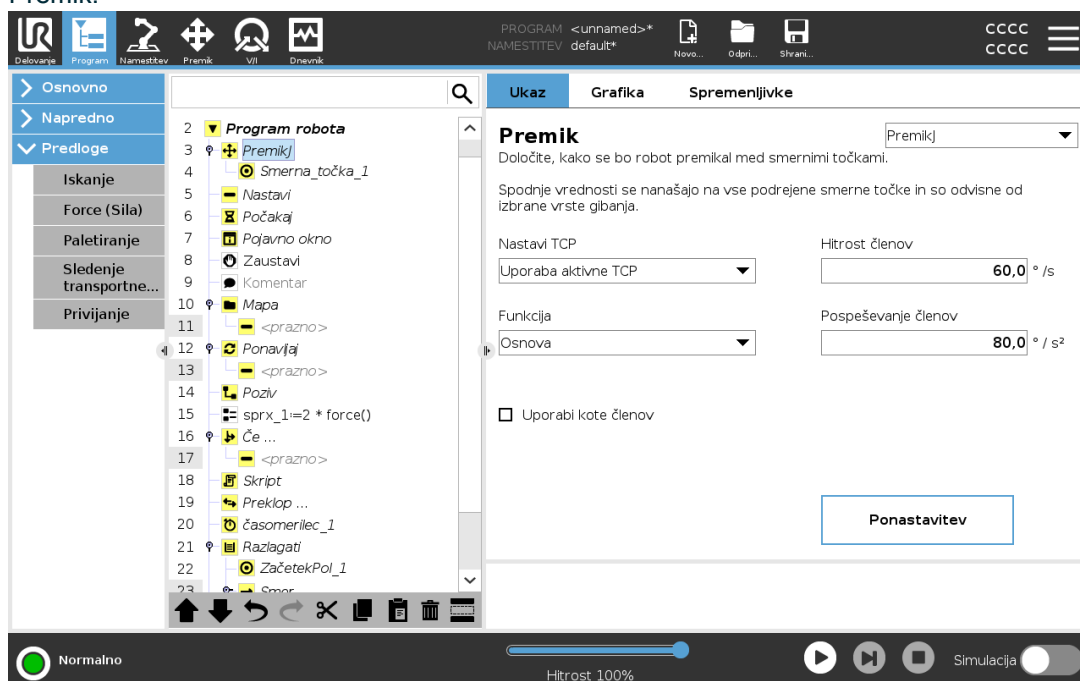 Premik.
PROGRAM <unnamed>*
NAMESTITEV default*
UR
Delovanje
Program
Namestitev
Premik
V/I
Dnevnik
Novo...
Odpri...
Shrani...
CCCC
CCCC
Osnovno
Napredno
Predloge
Iskanje
Force (Sila)
Paletiranje
Sledenje
transportne...
Privijanje
2 Program robota
3 PremikJ
4 Smerna_točka_1
5 Nastavi
6 Počakaj
7 Pojavno okno
8 Zaustavi
9 Komentar
10 Mapa
11 <prazno>
12 Ponavljaj
13 <prazno>
14 Poziv
15 sprx_1:=2 * force()
16 Če ...
17 <prazno>
18 Skript
19 Preklop ...
20 časomerilec_1
21 Razlagati
22 ZačetekPol_1
23 Smer
Ukaz
Grafika
Spremenljivke
Premik
PremikJ
Določite, kako se bo robot premikal med smernimi točkami.
Spodnje vrednosti se nanašajo na vse podrejene smerne točke in so odvisne od
izbrane vrste gibanja.
Nastavi TCP
Hitrost členov
Uporaba aktivne TCP
60,0 ° /s
Funkcija
Pospeševanje členov
Osnova
80,0 ° / s²
Uporabi kote členov
Ponastavitev
Normalno
Hitrost 100%
Simulacija